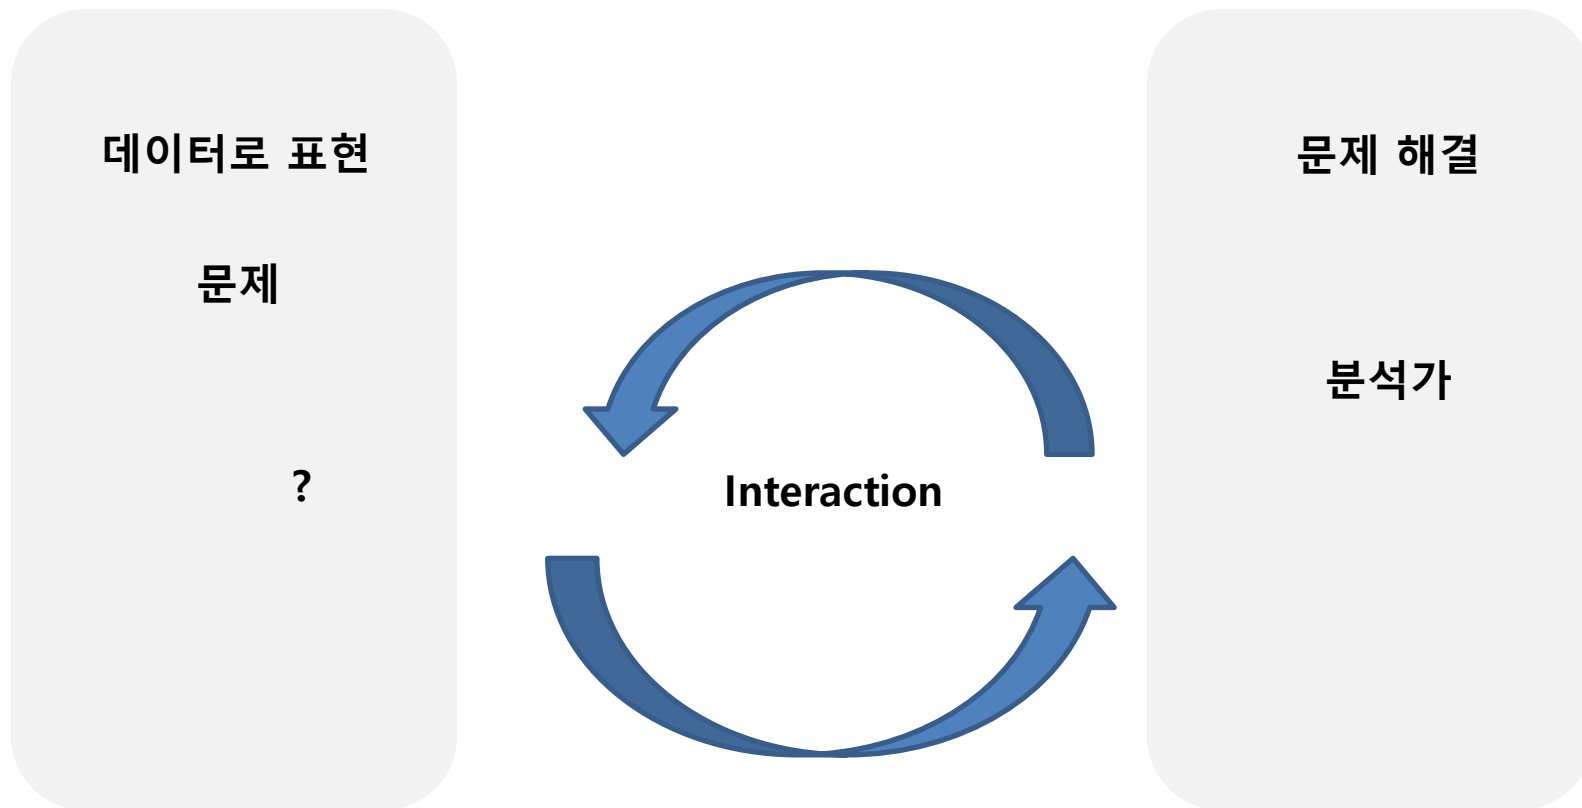 데이터로 표현
문제
?
Interaction
문제 해결
분석가